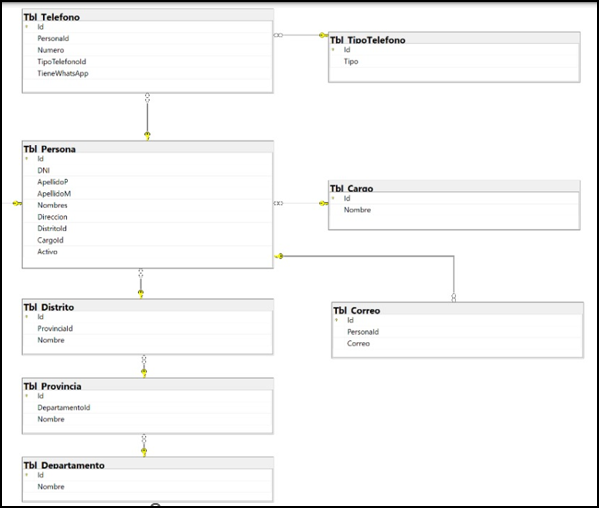 Tbl_Telefono
Id
PersonaId
Numero
TipoTelefonoId
TieneWhatsApp
Tbl_TipoTelefono
Id
Tipo
Tbl_Persona
Id
DNI
ApellidoP
ApellidoM
Nombres
Direccion
DistritoId
CargoId
Activo
Tbl_Cargo
Id
Nombre
Tbl_Correo
Id
PersonaId
Correo
Tbl_Distrito
Id
ProvinciaId
Nombre
Tbl_Provincia
Id
DepartamentoId
Nombre
Tbl_Departamento
Id
Nombre